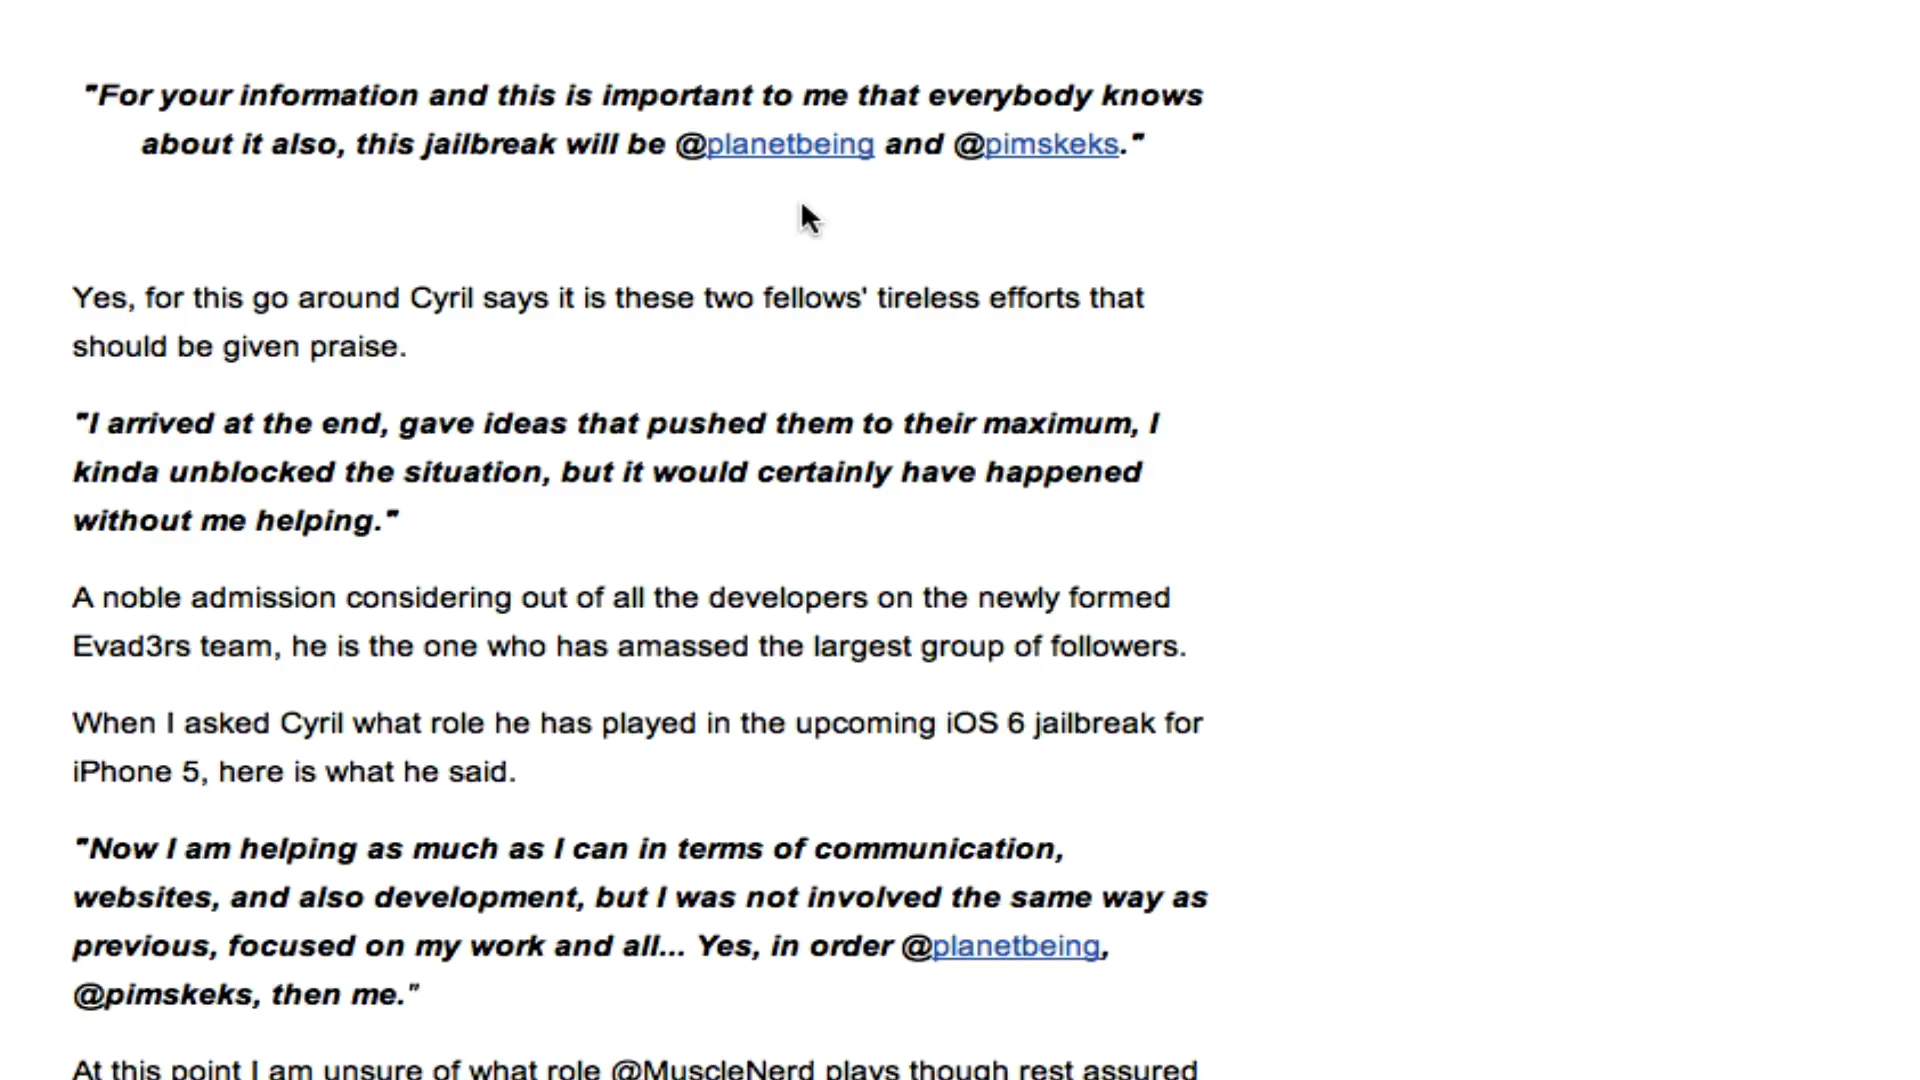 "For your information and this is important to me that everybody knows
about it also, this jailbreak will be @planetbeing and @pimskeks."
Yes, for this go around Cyril says it is these two fellows' tireless efforts that
should be given praise.
"I arrived at the end, gave ideas that pushed them to their maximum, I
kinda unblocked the situation, but it would certainly have happened
without me helping."
A noble admission considering out of all the developers on the newly formed
Evad3rs team, he is the one who has amassed the largest group of followers.
When I asked Cyril what role he has played in the upcoming iOS 6 jailbreak for
iPhone 5, here is what he said.
"Now I am helping as much as I can in terms of communication,
websites, and also development, but I was not involved the same way as
previous, focused on my work and all... Yes, in order @planetbeing,
@pimskeks, then me."
At this point I am unsure of what role @MuscleNerd plays though rest assured